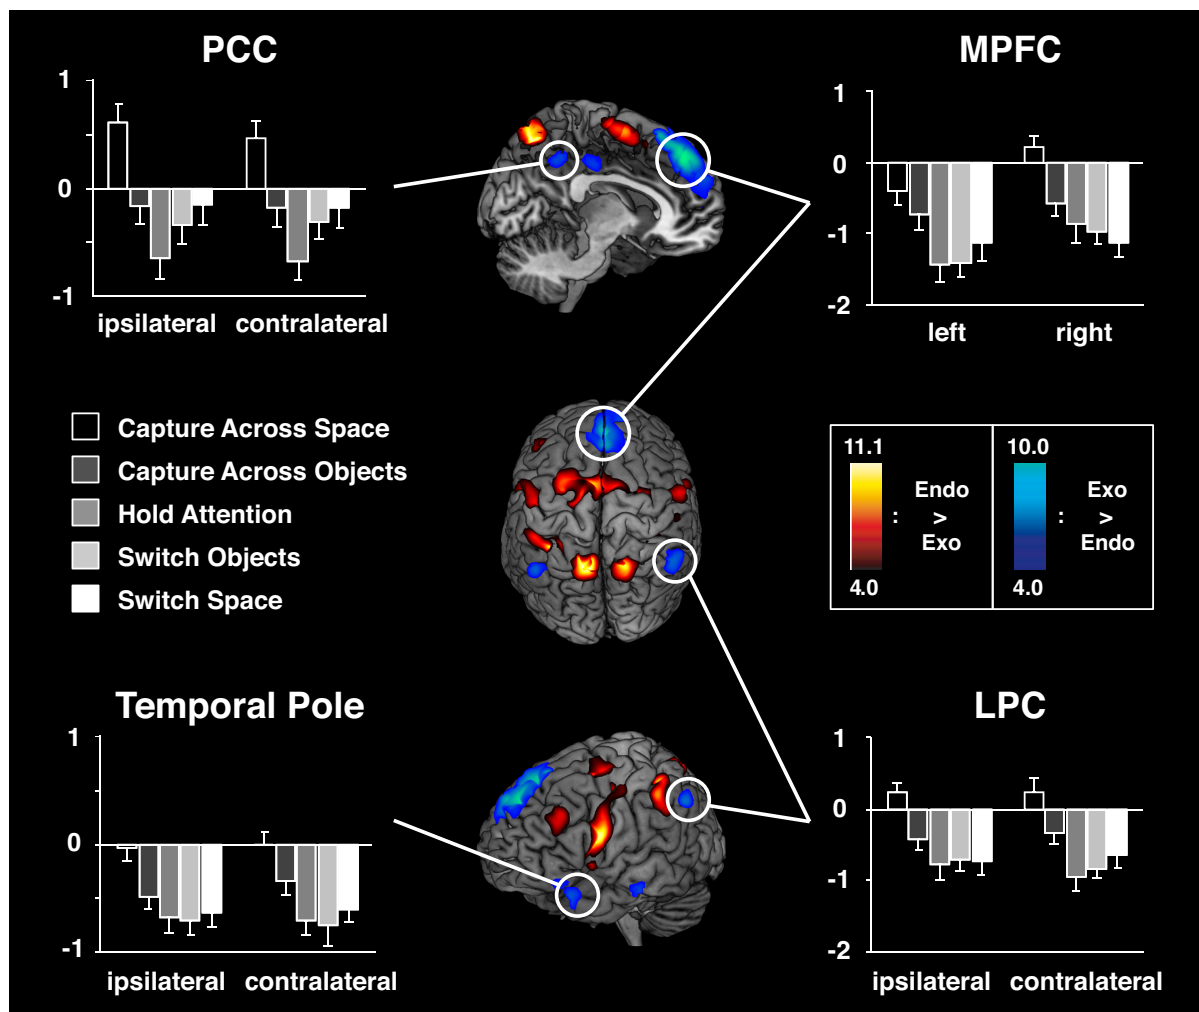 PCC
1
0
-1
ipsilateral contralateral
MPFC
1
0
-1
-2
left right
Capture Across Space
Capture Across Objects
Hold Attention
Switch Objects
Switch Space
11.1
4.0
:
Endo
>
Exo
10.0
4.0
:
Exo
>
Endo
Temporal Pole
1
0
-1
ipsilateral contralateral
LPC
1
0
-1
-2
ipsilateral contralateral